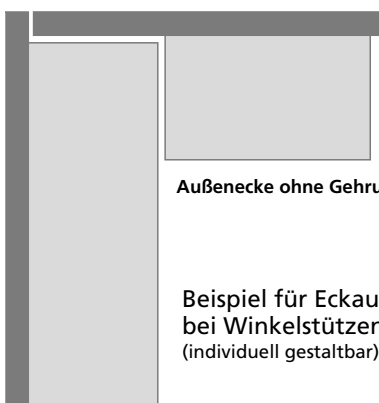 Außenecke ohne Gehru
Beispiel für Eckau
bei Winkelstützer
(individuell gestaltbar)